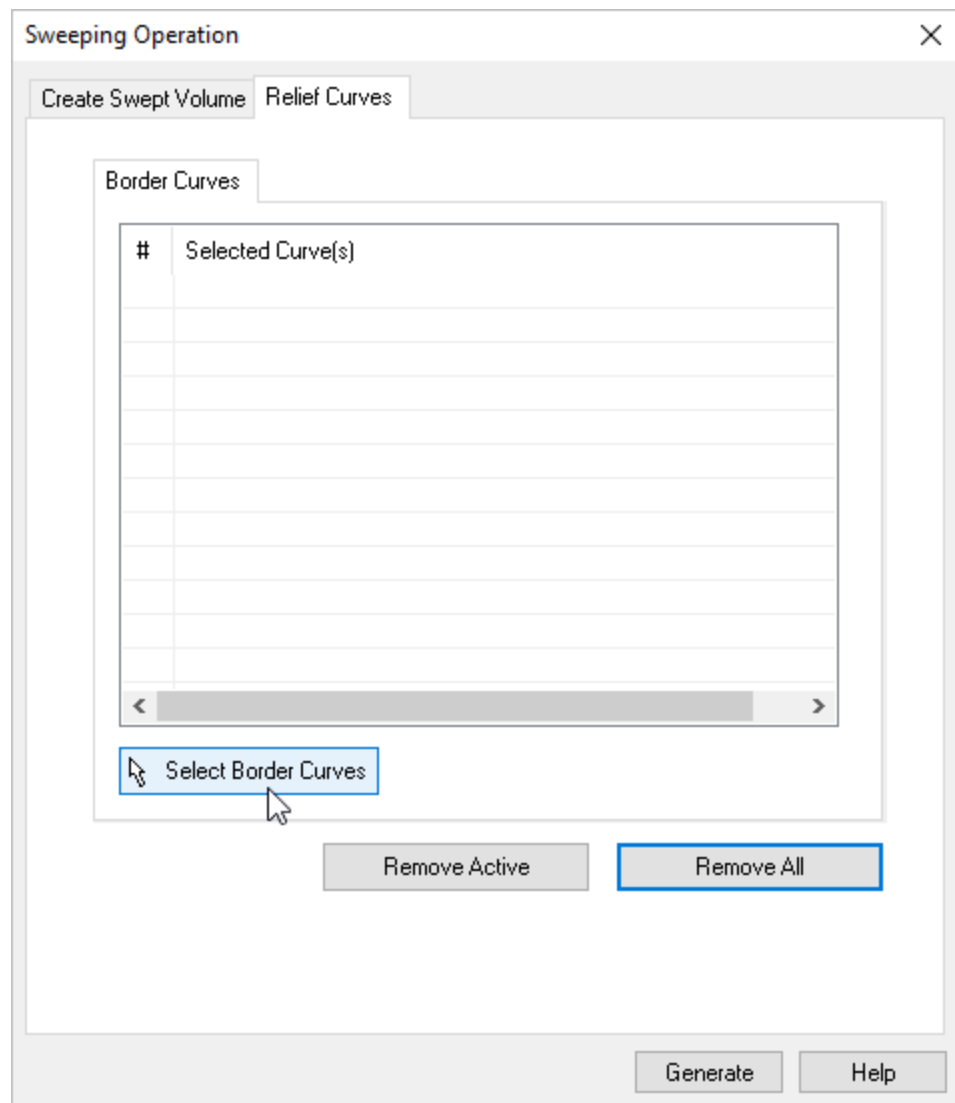 Sweeping Operation
Create Swept Volume Relief Curves
Border Curves
# Selected Curve(s)
Select Border Curves
Remove Active Remove All
Generate Help